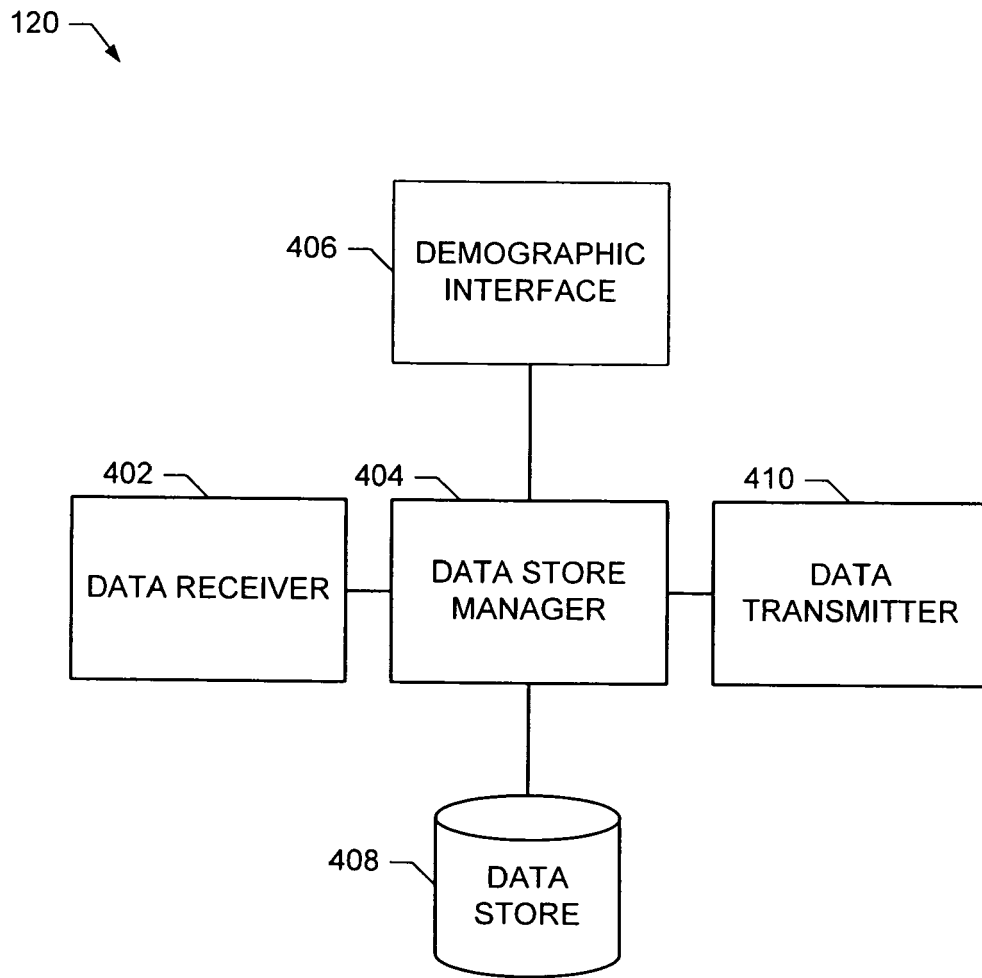 120
406
DEMOGRAPHIC
INTERFACE
402
404
410
DATA RECEIVER
DATA STORE
MANAGER
DATA
TRANSMITTER
408
DATA
STORE